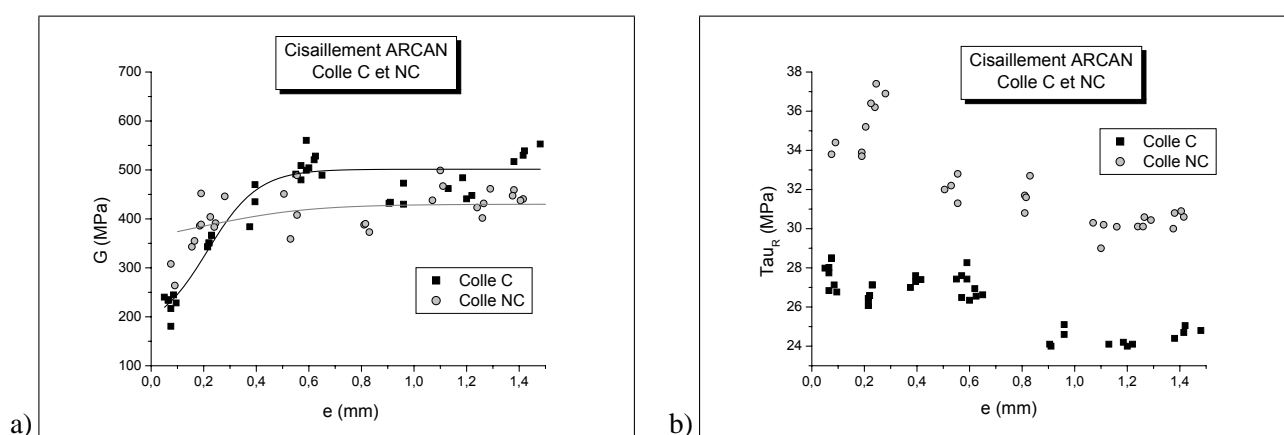 Cisaillement ARCAN
Colle C et NC
700
600
500
400
300
200
100
G (MPa)
Colle C
Colle NC
0,0 0,2 0,4 0,6 0,8 1,0 1,2 1,4
e (mm)
a)
Cisaillement ARCAN
Colle C et NC
38
36
34
32
30
28
26
24
Tau_R (MPa)
Colle C
Colle NC
0,0 0,2 0,4 0,6 0,8 1,0 1,2 1,4
e (mm)
b)